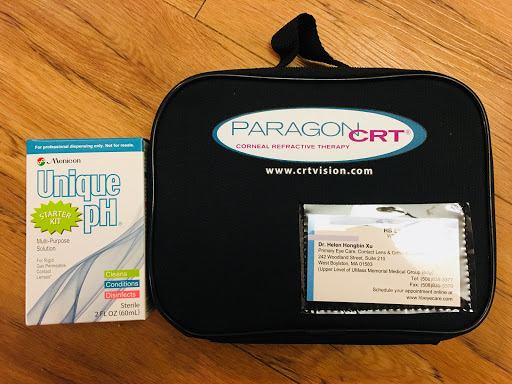 For professional dispensing only. Not for resale.
Menicon
Unique
pH®
STARTER
KIT
Multi-Purpose
Solution
For Rigid
Gas Permeable
Contact
Lenses
Cleans
Conditions
Disinfects
Sterile
2 FL OZ (60mL)
PARAGON CRT®
CORNEAL REFRACTIVE THERAPY
www.crtvision.com
Dr. Helen Hongbin Xu
Primary Eye Care, Contact Lens &
242 Woodland Street, Suite 215
West Boylston, MA 01583
(Upper Level of UMass Memorial Medical Group
Tel: (508)
Fax: (508)
Schedule your appointment online at